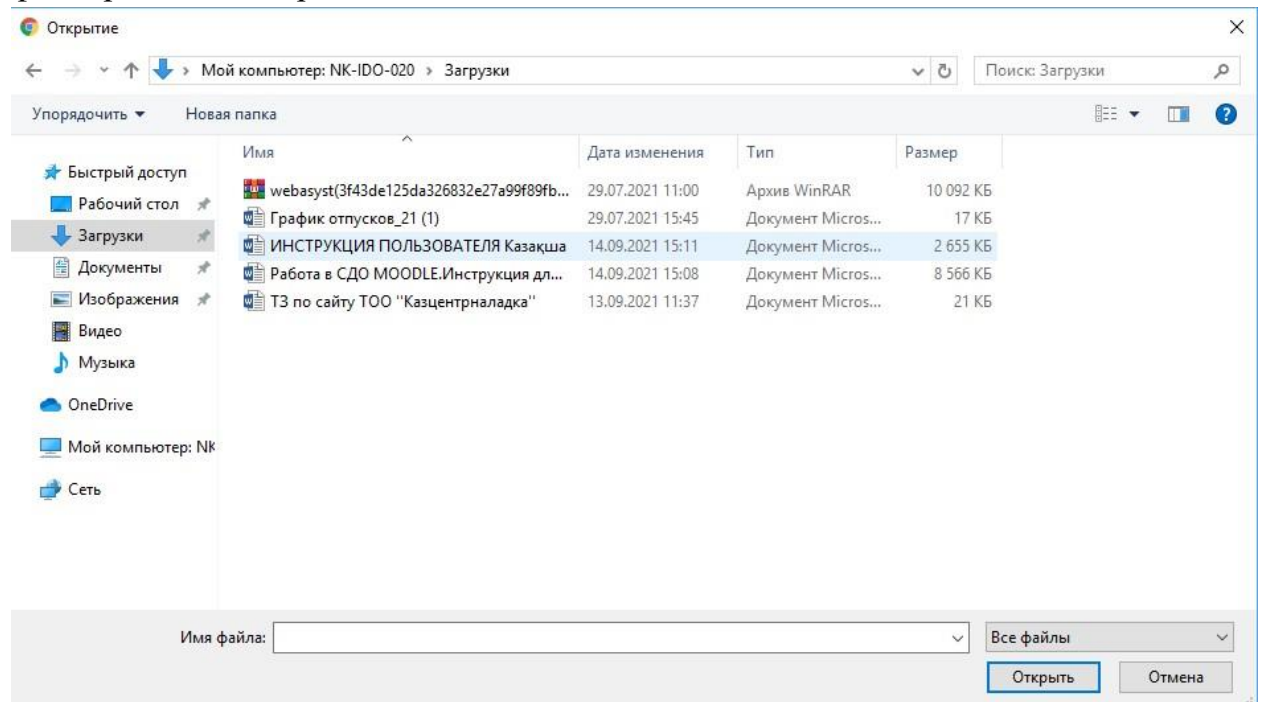 Открытие
Мой компьютер: NK-IDO-020 › Загрузки
Поиск: Загрузки
Упорядочить Новая папка
Имя Дата изменения Тип Размер
Быстрый доступ
Рабочий стол
Загрузки
Документы
Изображения
Видео
Музыка
OneDrive
Мой компьютер: NK
Сеть
webasyst(3f43de125da326832e27a99f89fb... 29.07.2021 11:00 Архив WinRAR 10 092 КБ
График отпусков_21 (1) 29.07.2021 15:45 Документ Micros... 17 КБ
ИНСТРУКЦИЯ ПОЛЬЗОВАТЕЛЯ Казақша 14.09.2021 15:11 Документ Micros... 2 655 КБ
Работа в СДО MOODLE.Инструкция дл... 14.09.2021 15:08 Документ Micros... 8 566 КБ
ТЗ по сайту ТОО "Казцентрналадка" 13.09.2021 11:37 Документ Micros... 21 КБ
Имя файла: Все файлы
Открыть Отмена